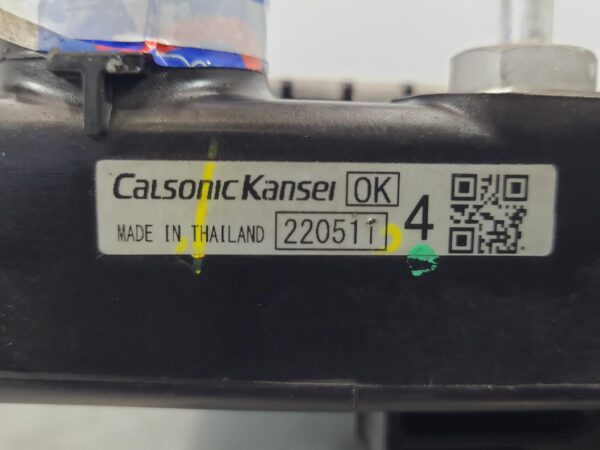 CalsonicKansei OK
MADE IN THAILAND 220511 4